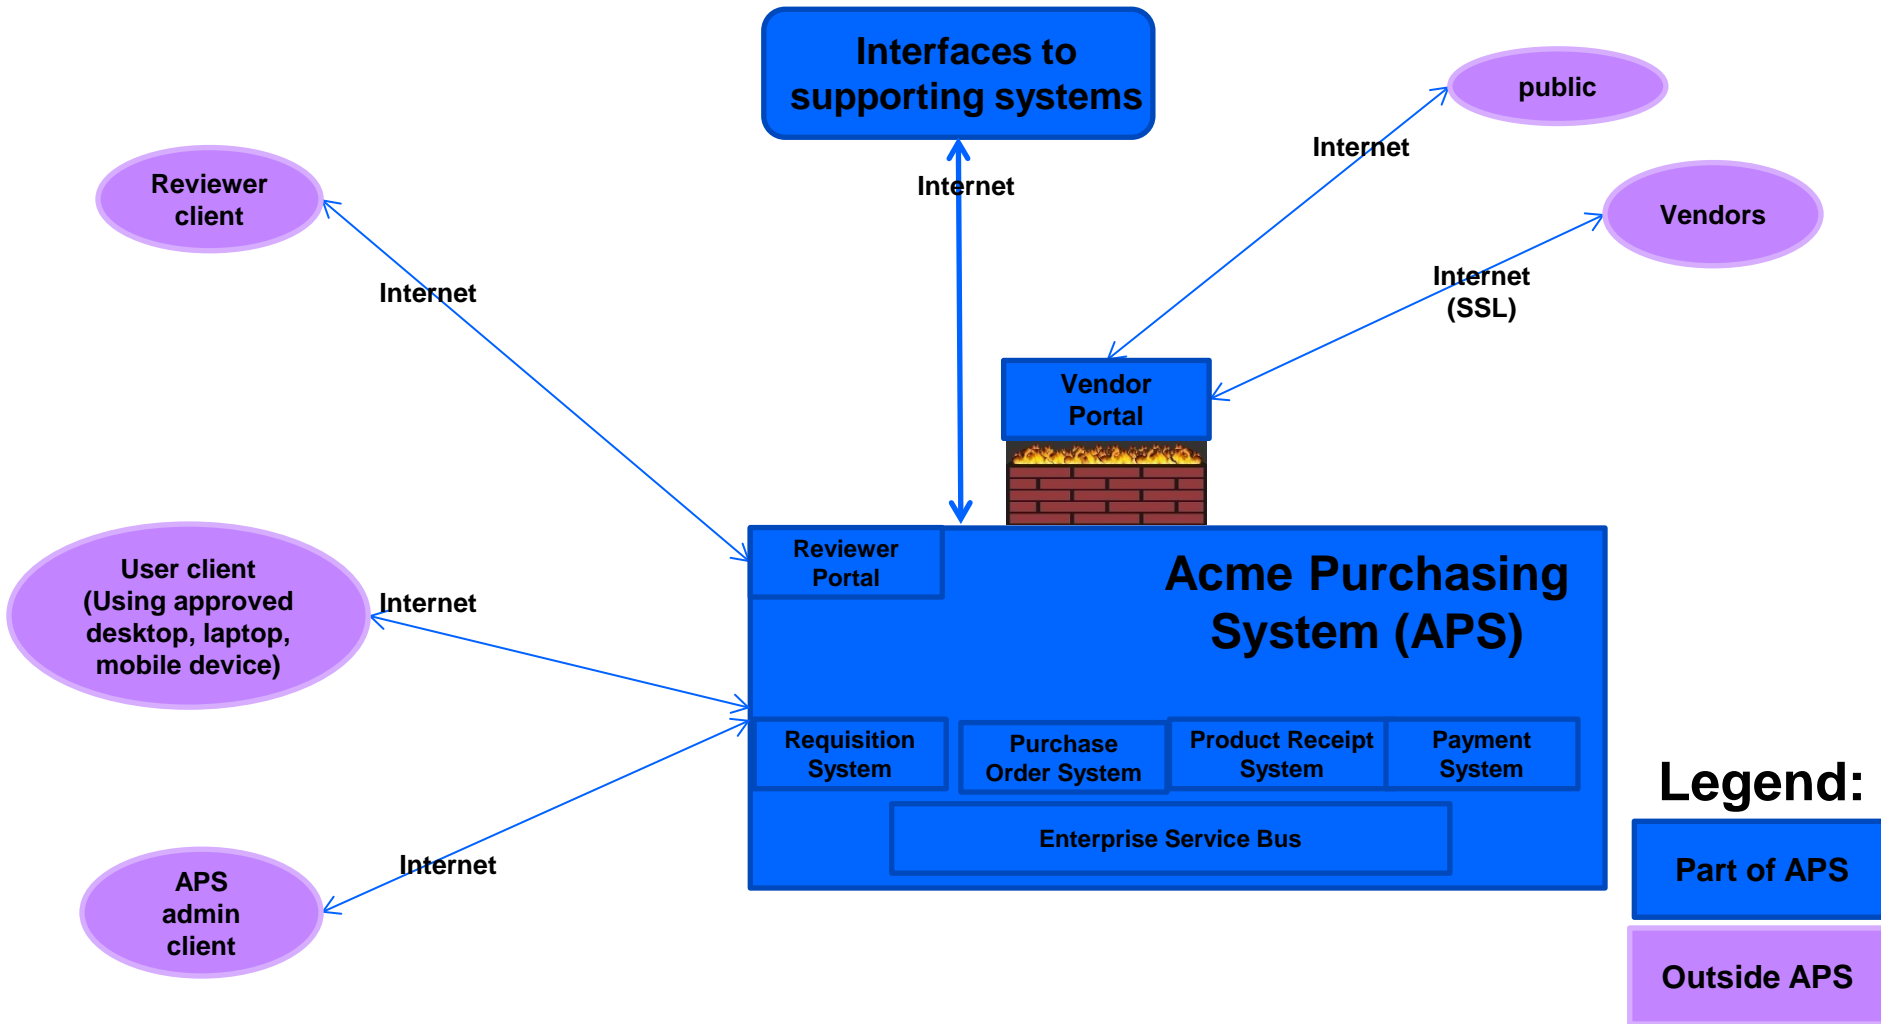 Interfaces to
supporting systems
public
Internet
Reviewer
client
Internet
Vendors
Internet
Internet
(SSL)
Vendor
Portal
Reviewer
Portal
Acme Purchasing
System (APS)
User client
(Using approved
desktop, laptop,
mobile device)
Internet
Requisition
System
Purchase
Order System
Product Receipt
System
Payment
System
Enterprise Service Bus
Internet
APS
admin
client
Legend:
Part of APS
Outside APS